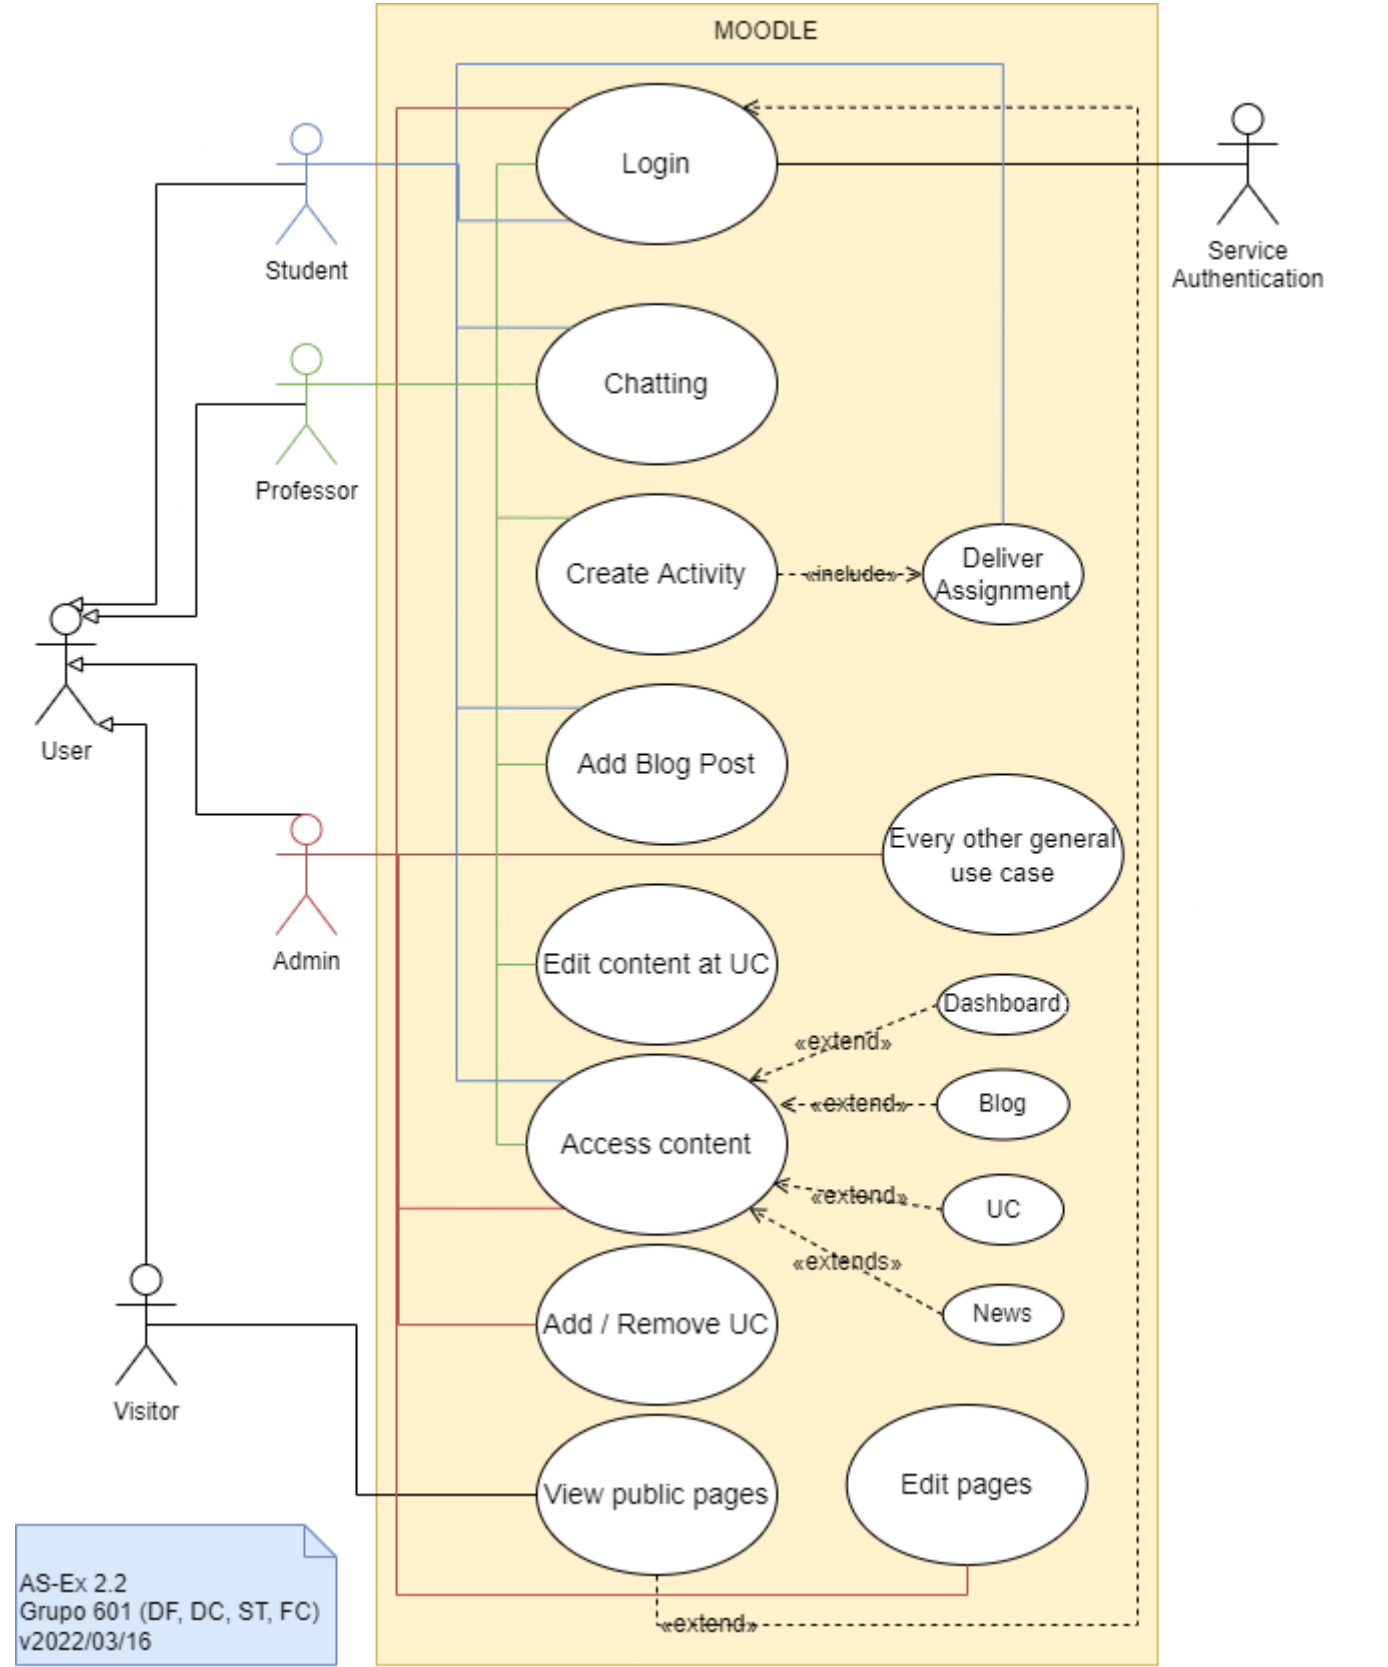 MOODLE
Login
Service
Authentication
Student
Chatting
Professor
Create Activity
«include»
Deliver
Assignment
User
Add Blog Post
Every other general
use case
Admin
Edit content at UC
Dashboard
«extend»
Blog
«extend»
Access content
UC
«extend»
«extends»
News
Add / Remove UC
Visitor
View public pages
Edit pages
AS-Ex 2.2
Grupo 601 (DF, DC, ST, FC)
v2022/03/16
«extend»